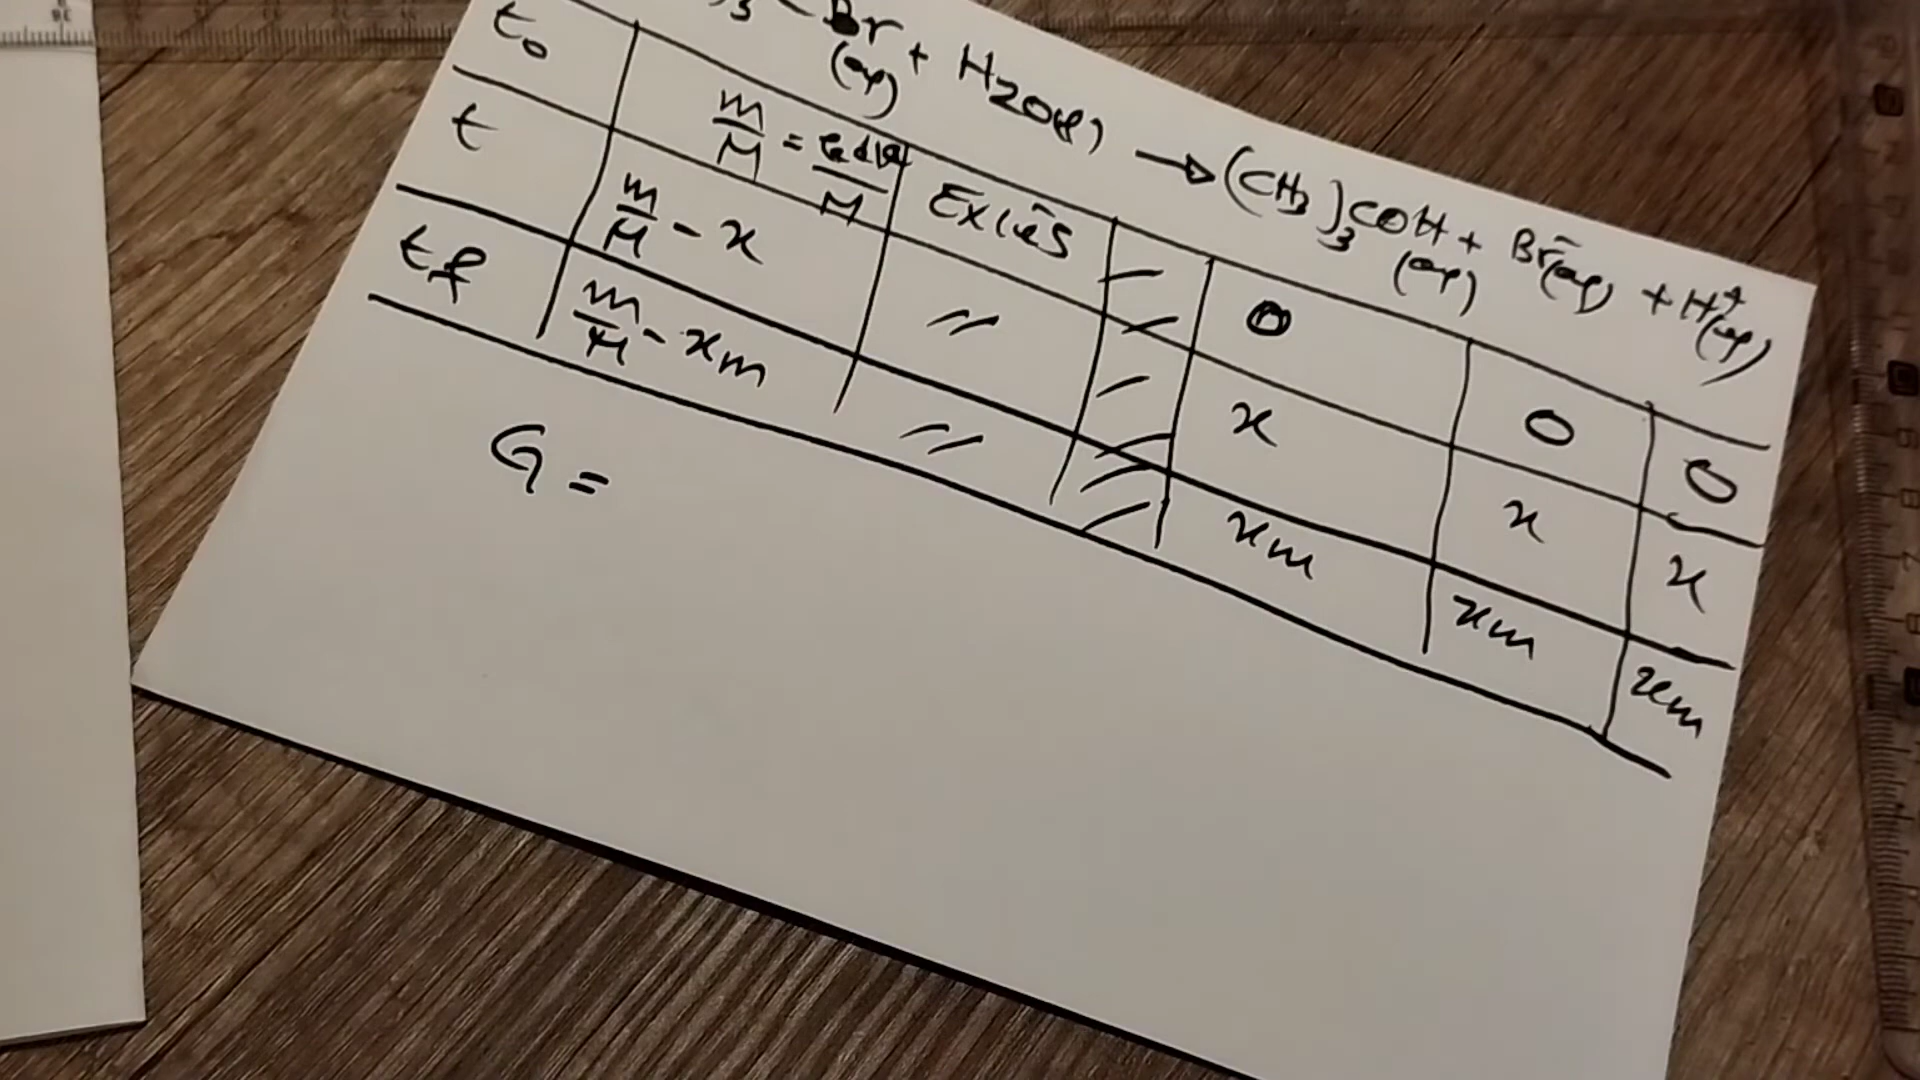 )₃ - Br(aq) + H₂O(l) → (CH₃)₃COH(aq) + Br⁻(aq) + H⁺(aq)
t₀ m/M = Excès 0 0 0
t m/M - x // x x x
tf m/M - xm // xm xm xm
G =